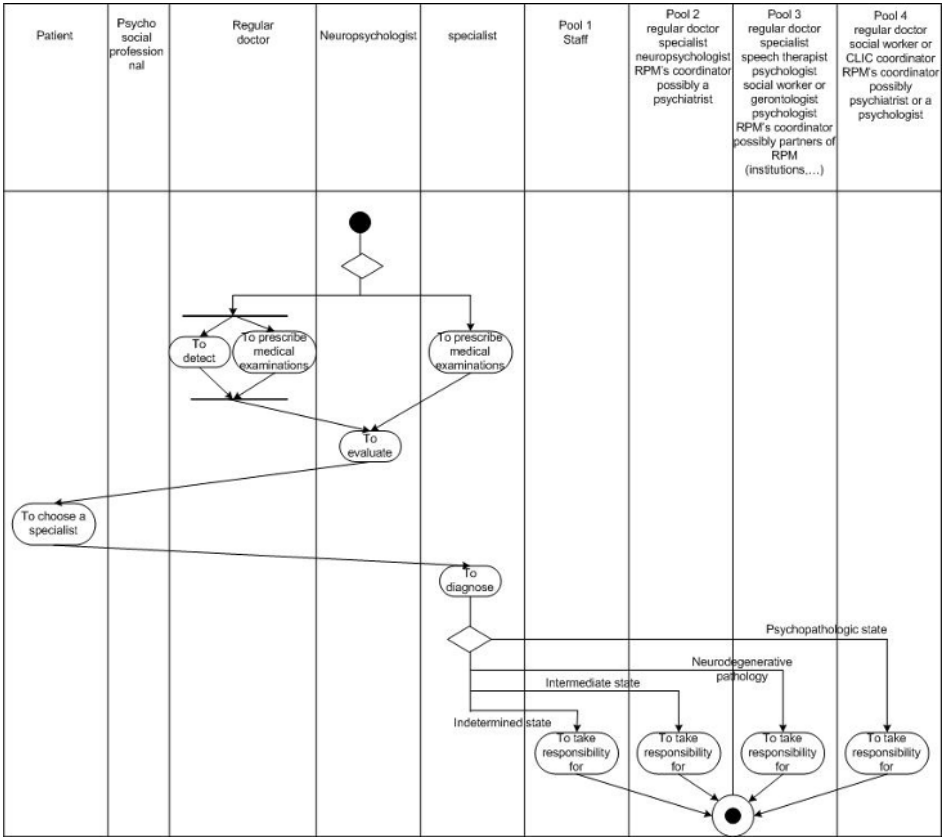 Patient
Psycho
social
profession
nal
Regular
doctor
Neuropsychologist
specialist
Pool 1
Staff
Pool 2
regular doctor
specialist
neuropsychologist
RPM's coordinator
possibly a
psychiatrist
Pool 3
regular doctor
specialist
speech therapist
psychologist
social worker or
gerontologist
psychologist
RPM's coordinator
possibly partners of
RPM
(institutions,...)
Pool 4
regular doctor
social worker or
CLIC coordinator
RPM's coordinator
possibly
psychiatrist or a
psychologist
To
detect
To prescribe
medical
examinations
To prescribe
medical
examinations
To
evaluate
To choose a
specialist
To
diagnose
Psychopathologic state
Neurodegenerative
pathology
Intermediate state
Indetermined state
To take
responsibility
for
To take
responsibility
for
To take
responsibility
for
To take
responsibility
for